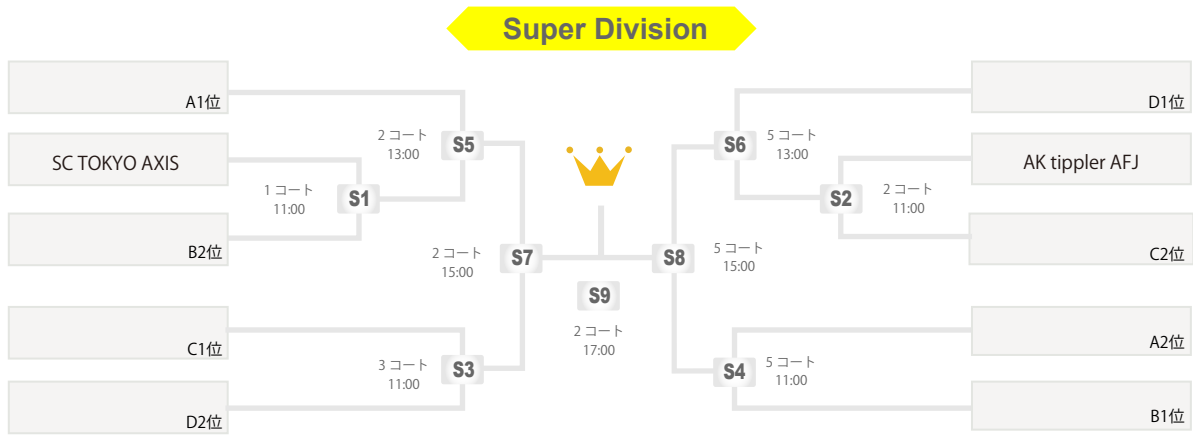 Super Division
A1位
SC TOKYO AXIS
B2位
C1位
D2位
2コート
13:00
S5
1コート
11:00
S1
2コート
15:00
S7
3コート
11:00
S3
S9
2コート
17:00
S6
5コート
13:00
S2
2コート
11:00
S8
5コート
15:00
S4
5コート
11:00
D1位
AK tippler AFJ
C2位
A2位
B1位